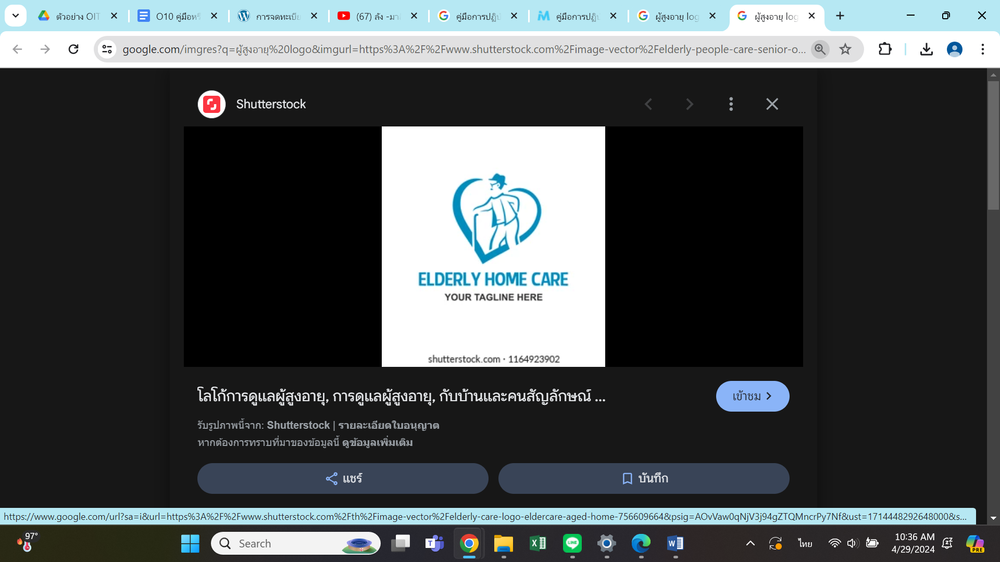 ตัวอย่าง OIT
O10 คู่มือหรื
การจดทะเบีย
(67) ลัง -มา
คู่มือการปฏิบั
คู่มือการปฏิบ
ผู้สูงอายุ log
ผู้สูงอายุ log
google.com/imgres?q=ผู้สูงอายุ%20logo&imgurl=https%3A%2F%2Fwww.shutterstock.com%2Fimage-vector%2Felderly-people-care-senior-o...
Shutterstock
ELDERLY HOME CARE
YOUR TAGLINE HERE
shutterstock.com · 1164923902
โลโก้การดูแลผู้สูงอายุ, การดูแลผู้สูงอายุ, กับบ้านและคนสัญลักษณ์ ...
เข้าชม
รับรูปภาพนี้จาก: Shutterstock | รายละเอียดใบอนุญาต
หากต้องการทราบที่มาของข้อมูลนี้ ดูข้อมูลเพิ่มเติม
แชร์
บันทึก
https://www.google.com/url?sa=i&url=https%3A%2F%2Fwww.shutterstock.com%2Fth%2Fimage-vector%2Felderly-care-logo-eldercare-aged-home-756609664&psig=AOvVaw0qNjV3j94gZTQMncrPy7Nf&ust=1714448292648000&s...
97°
Search
ไทย
10:36 AM
4/29/2024
PRE